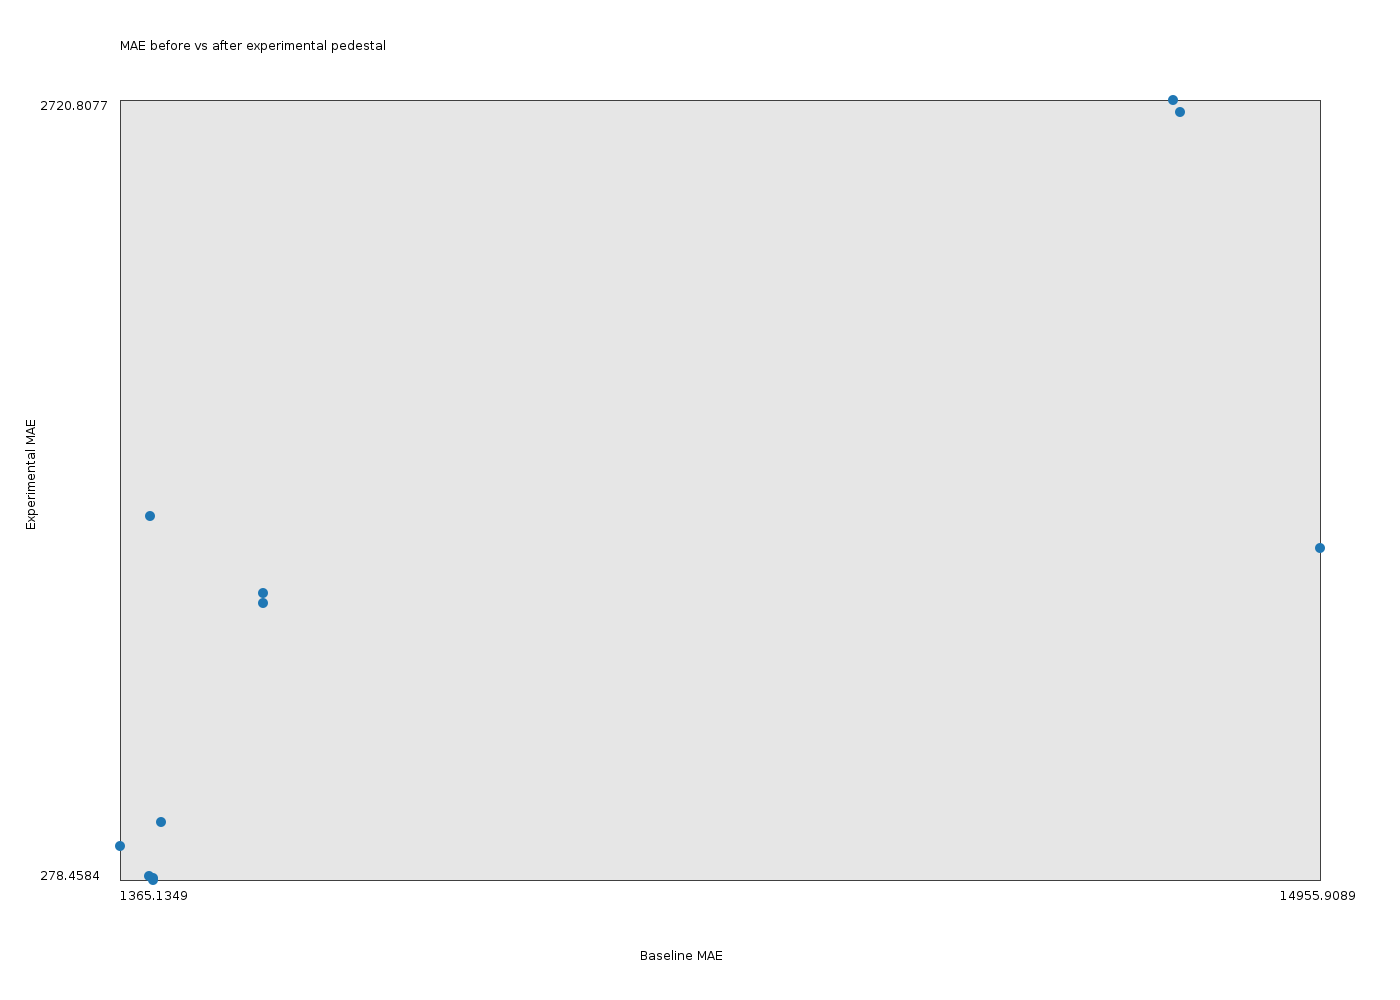 MAE before vs after experimental pedestal
2720.8077
Experimental MAE
278.4584
1365.1349
14955.9089
Baseline MAE